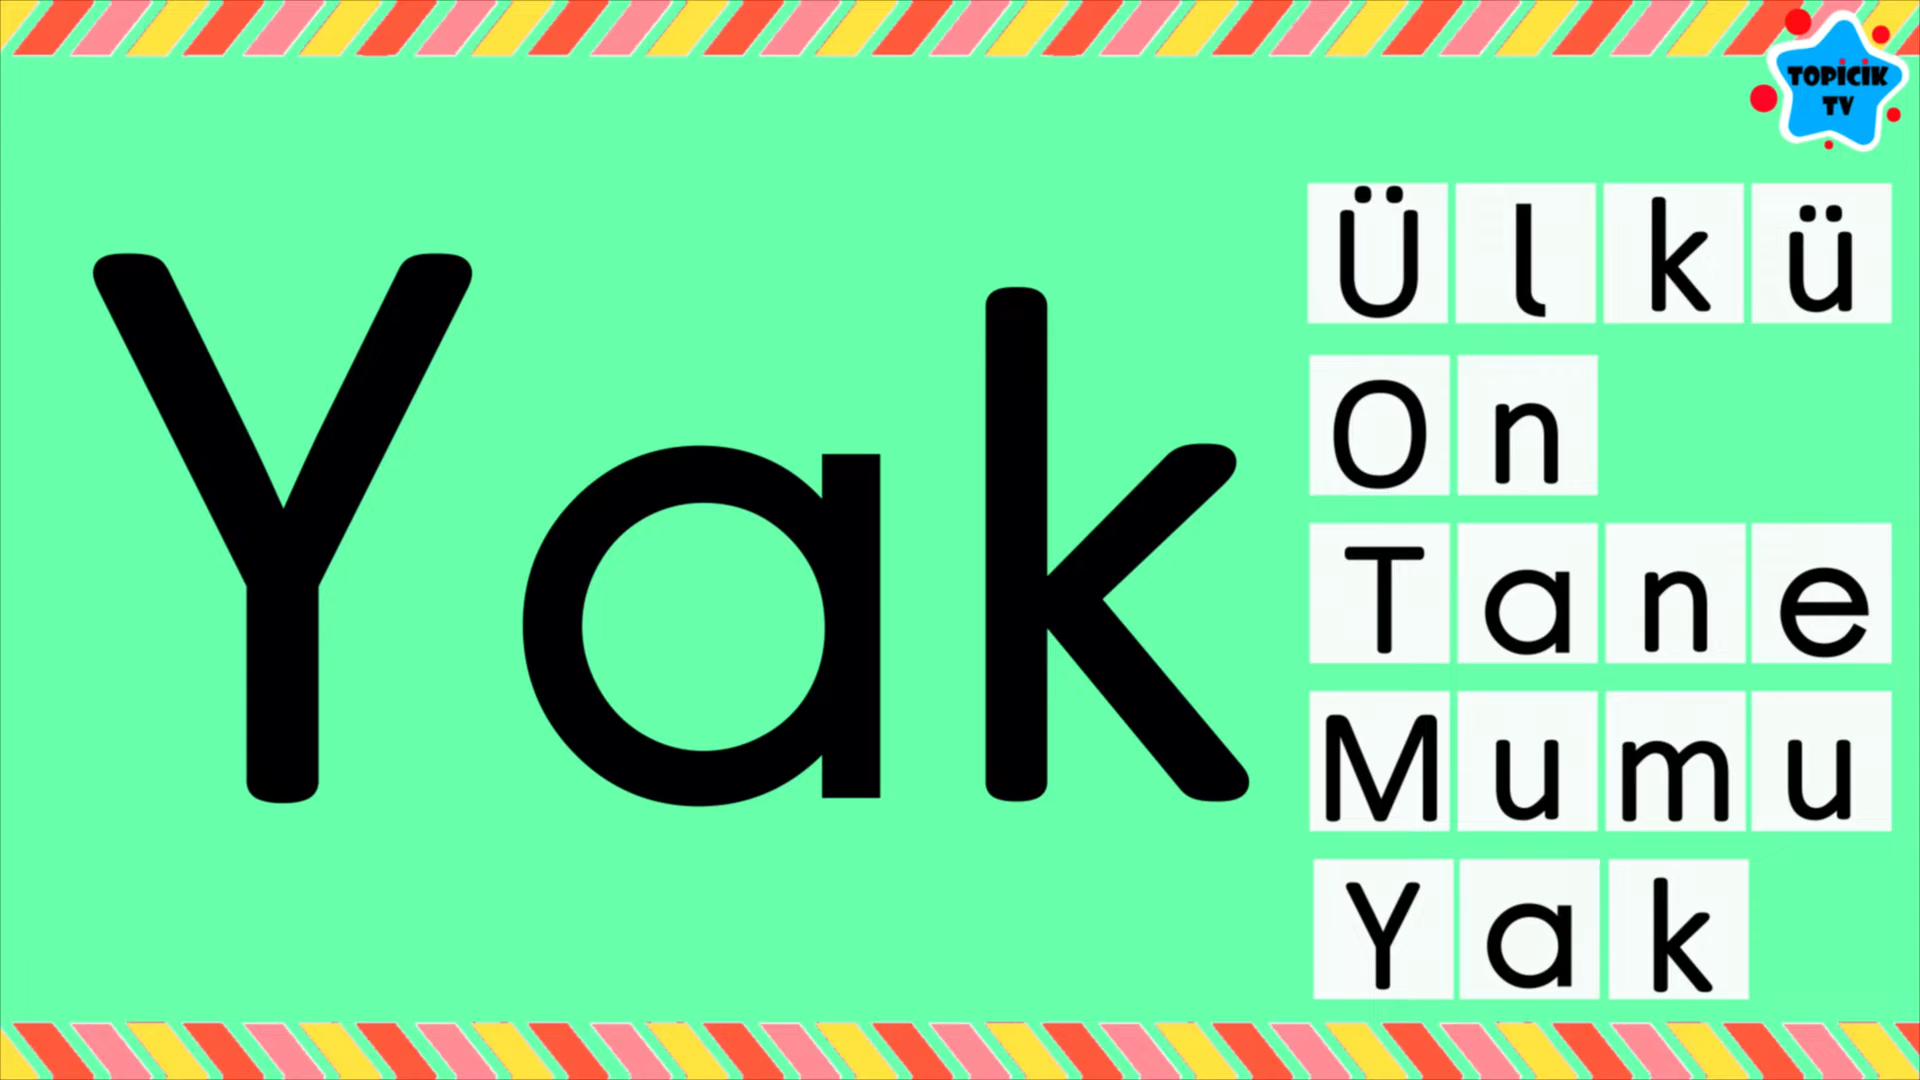 TOPİCİK
TV
Yak
Ülkü
On
Tane
Mumu
Yak